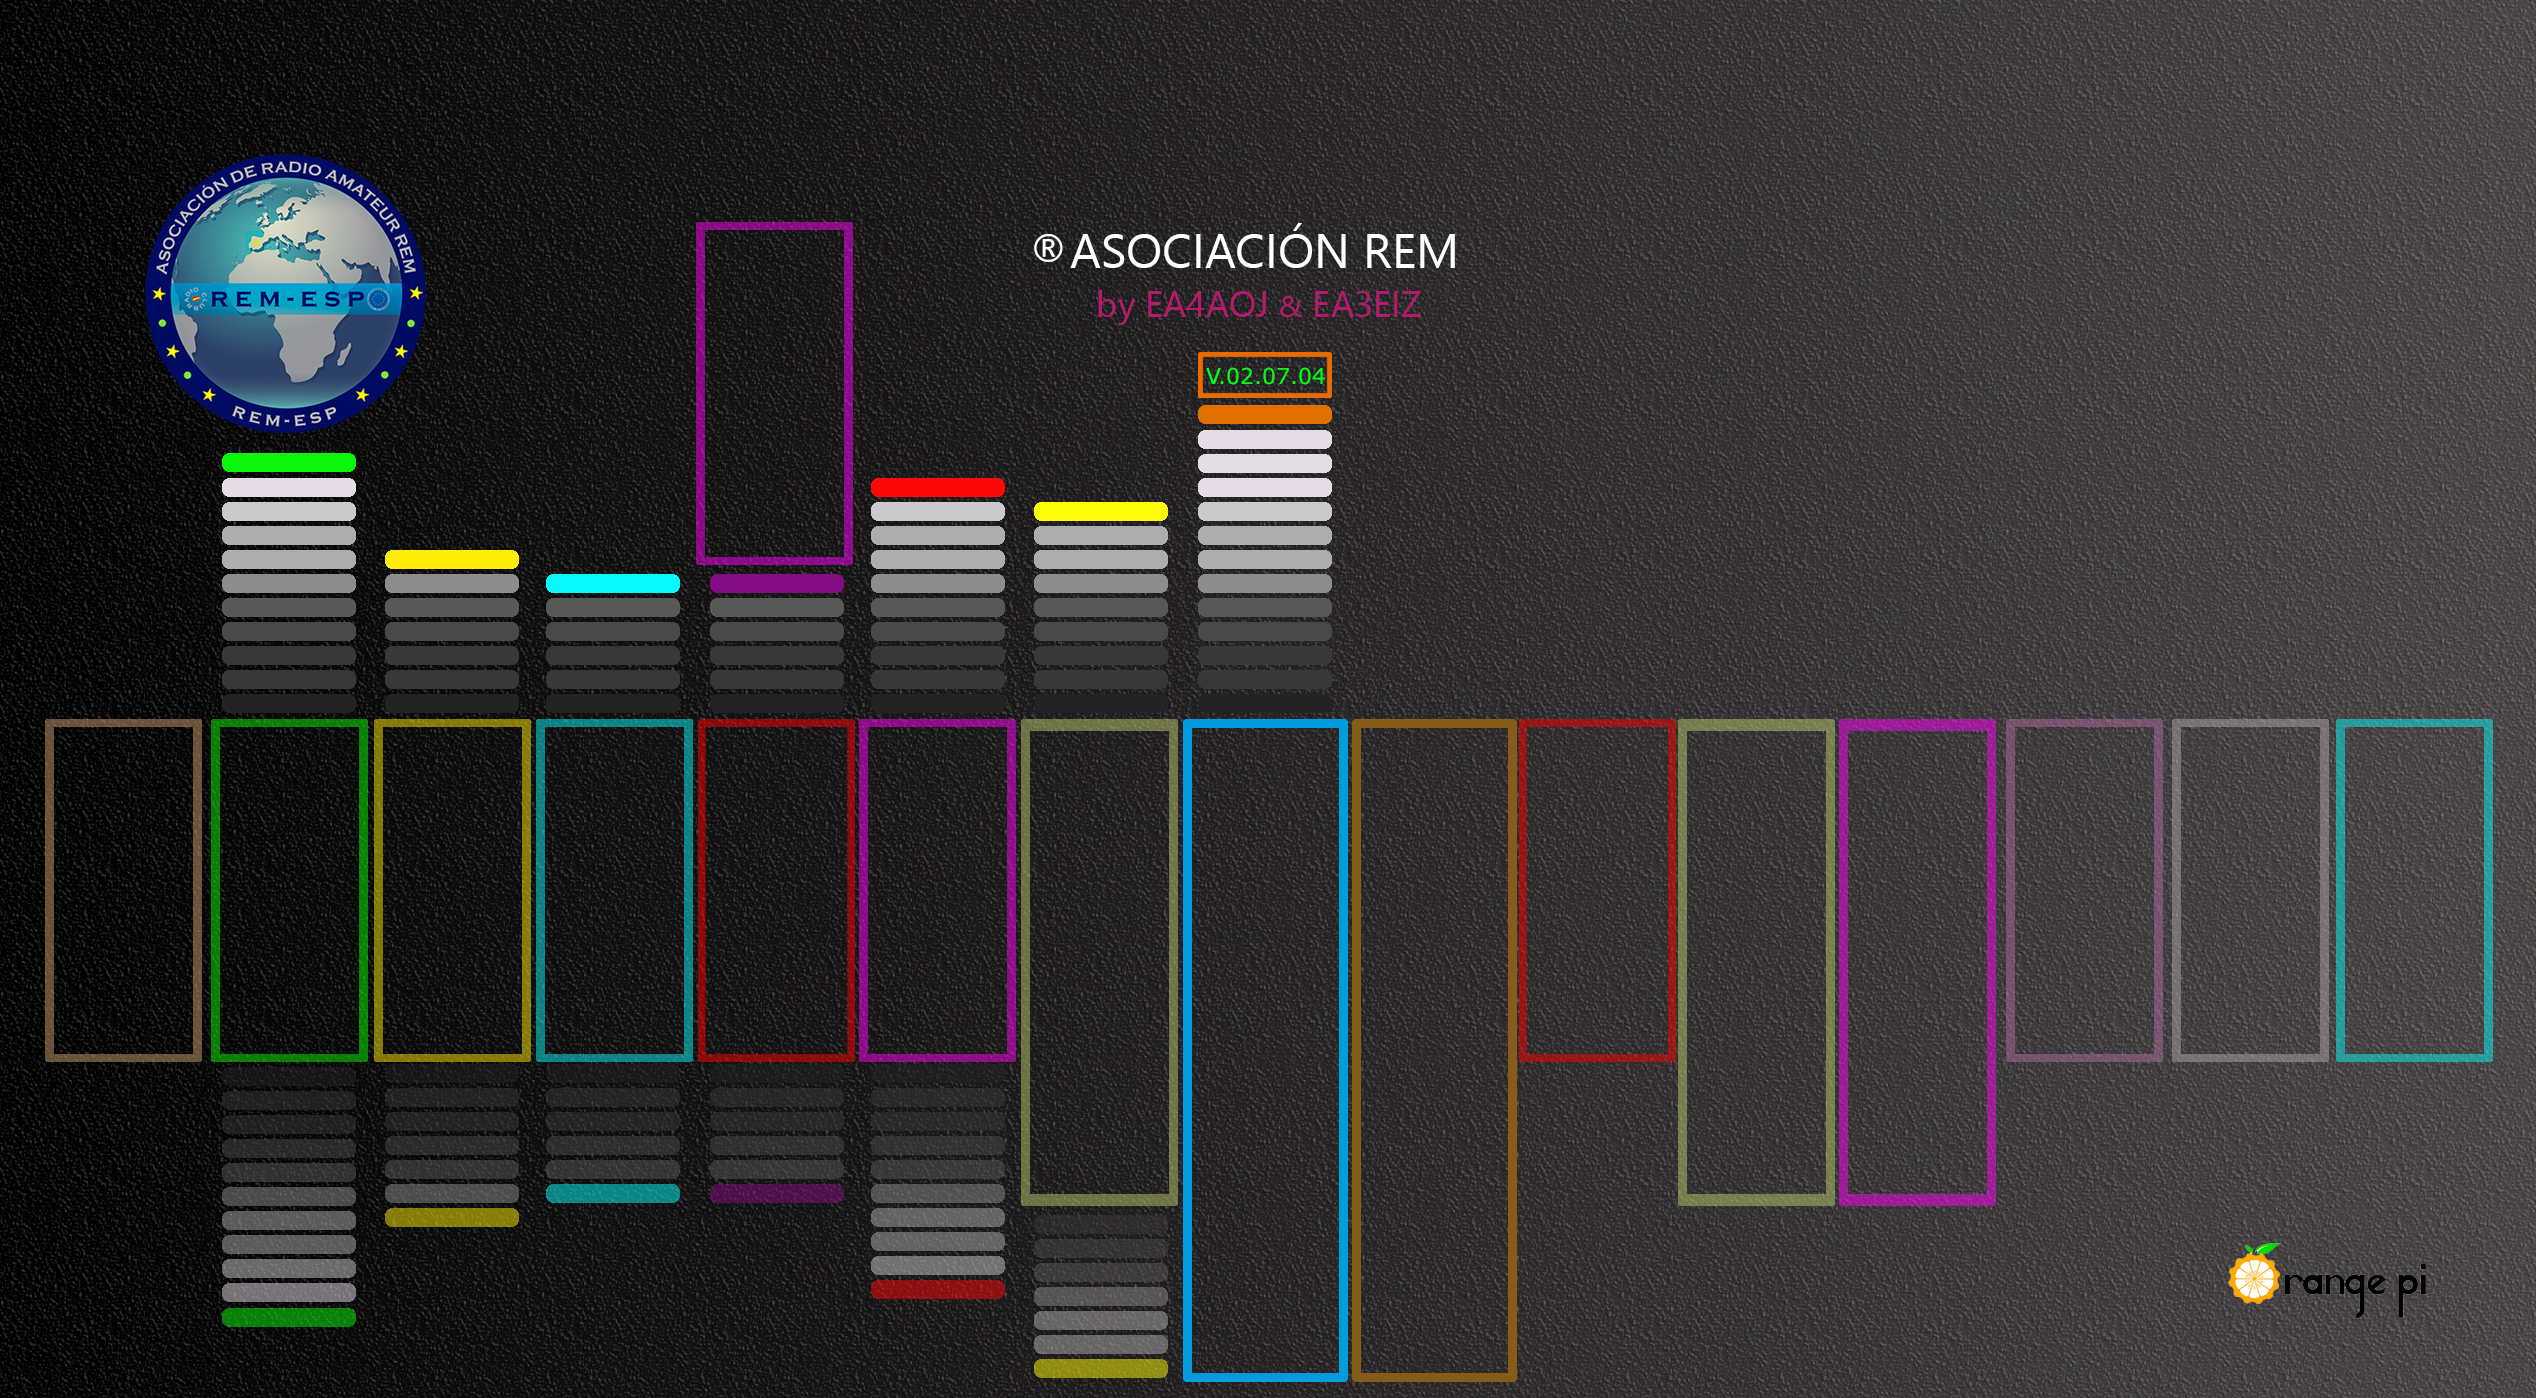 ASOCIACIÓN DE RADIO AMATEUR REM
REM-ESP
REM-ESP
® ASOCIACIÓN REM
by EA4AOJ & EA3EIZ
V.02.07.04
range pi